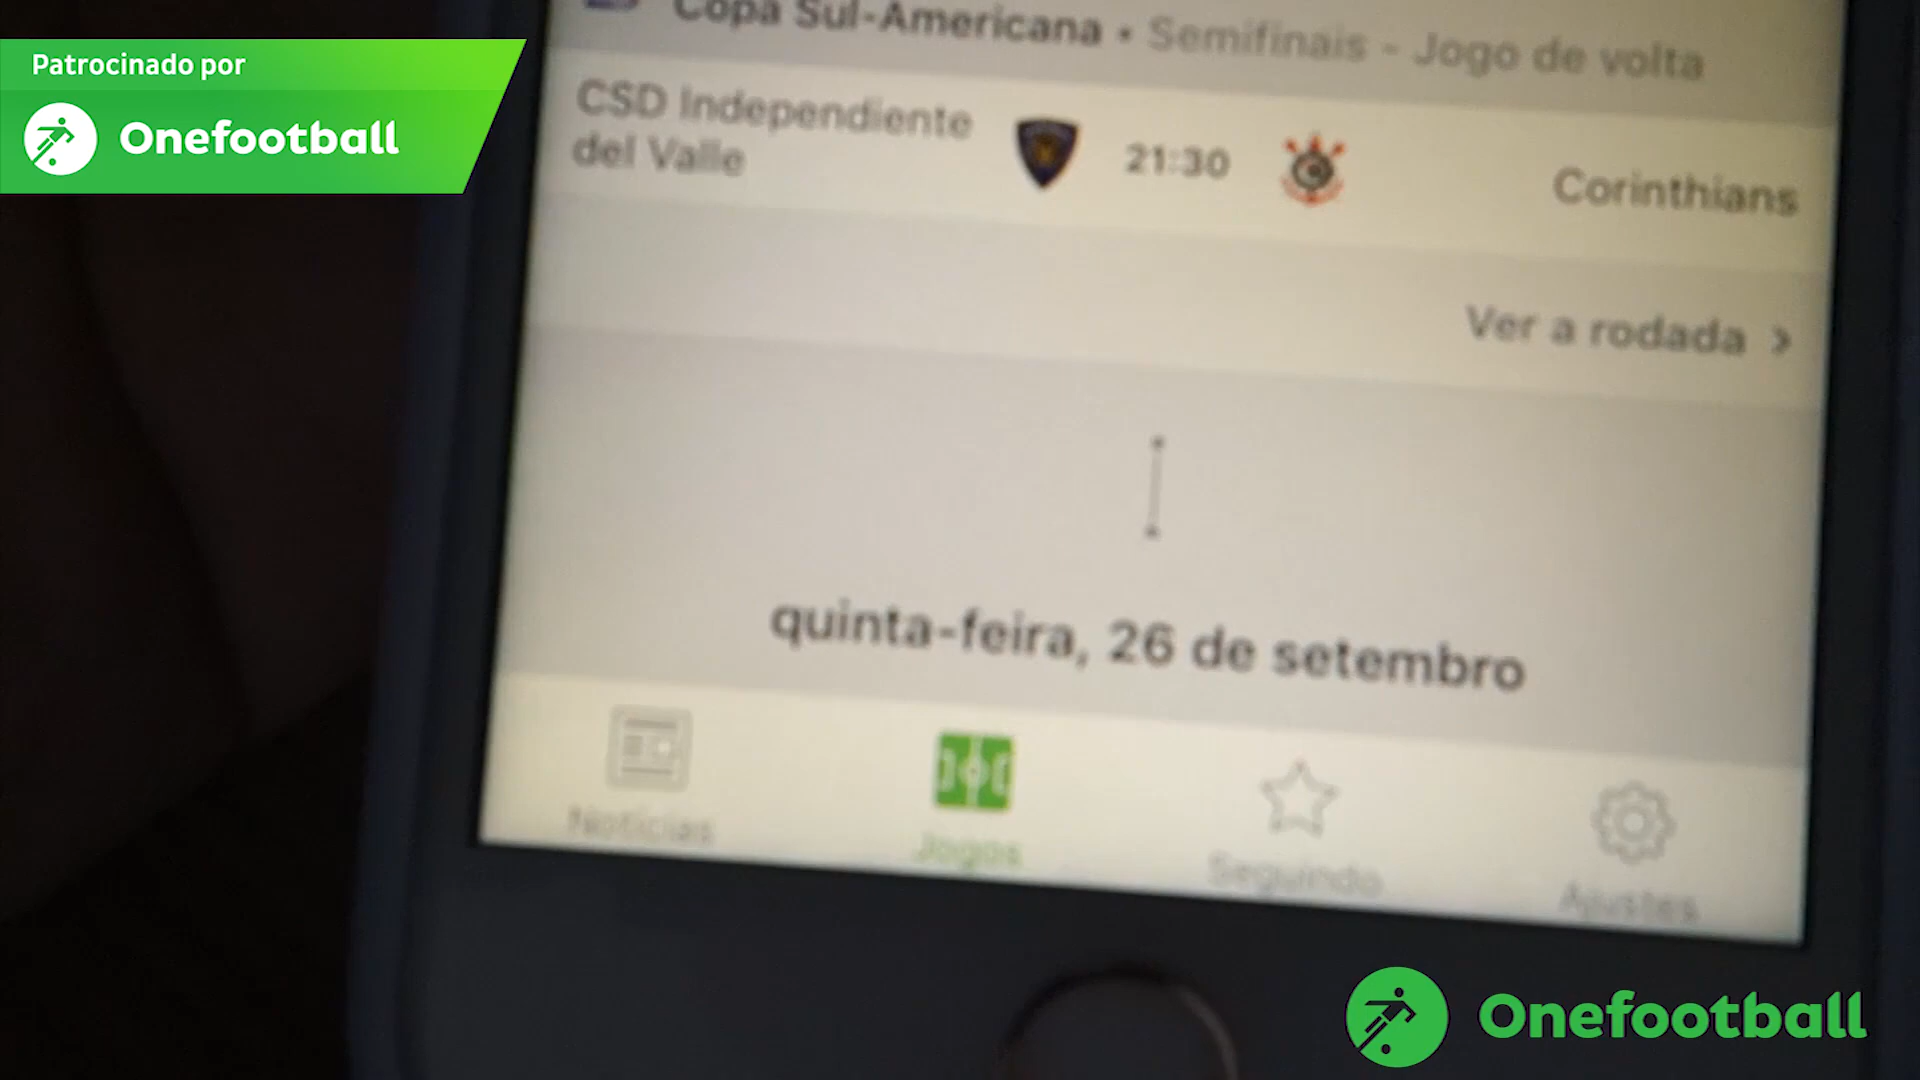 Patrocinado por
Onefootball
Copa Sul-Americana • Semifinais - Jogo de volta
CSD Independiente
del Valle
21:30
Corinthians
Ver a rodada >
quinta-feira, 26 de setembro
Notícias
Jogos
Seguindo
Ajustes
Onefootball